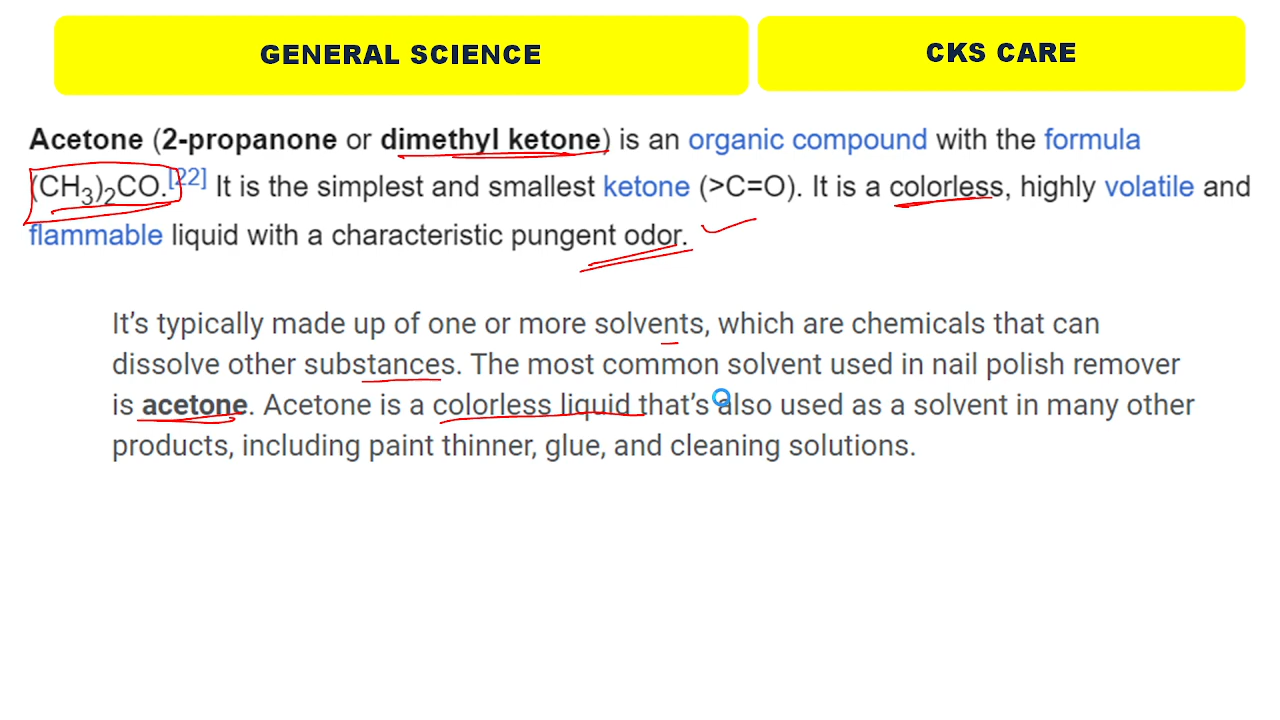 GENERAL SCIENCE
CKS CARE
Acetone (2-propanone or dimethyl ketone) is an organic compound with the formula
(CH₃)₂CO.[22] It is the simplest and smallest ketone (>C=O). It is a colorless, highly volatile and
flammable liquid with a characteristic pungent odor.
It’s typically made up of one or more solvents, which are chemicals that can
dissolve other substances. The most common solvent used in nail polish remover
is acetone. Acetone is a colorless liquid that’s also used as a solvent in many other
products, including paint thinner, glue, and cleaning solutions.